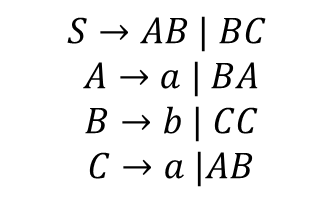 S → AB | BC
A → a | BA
B → b | CC
C → a |AB